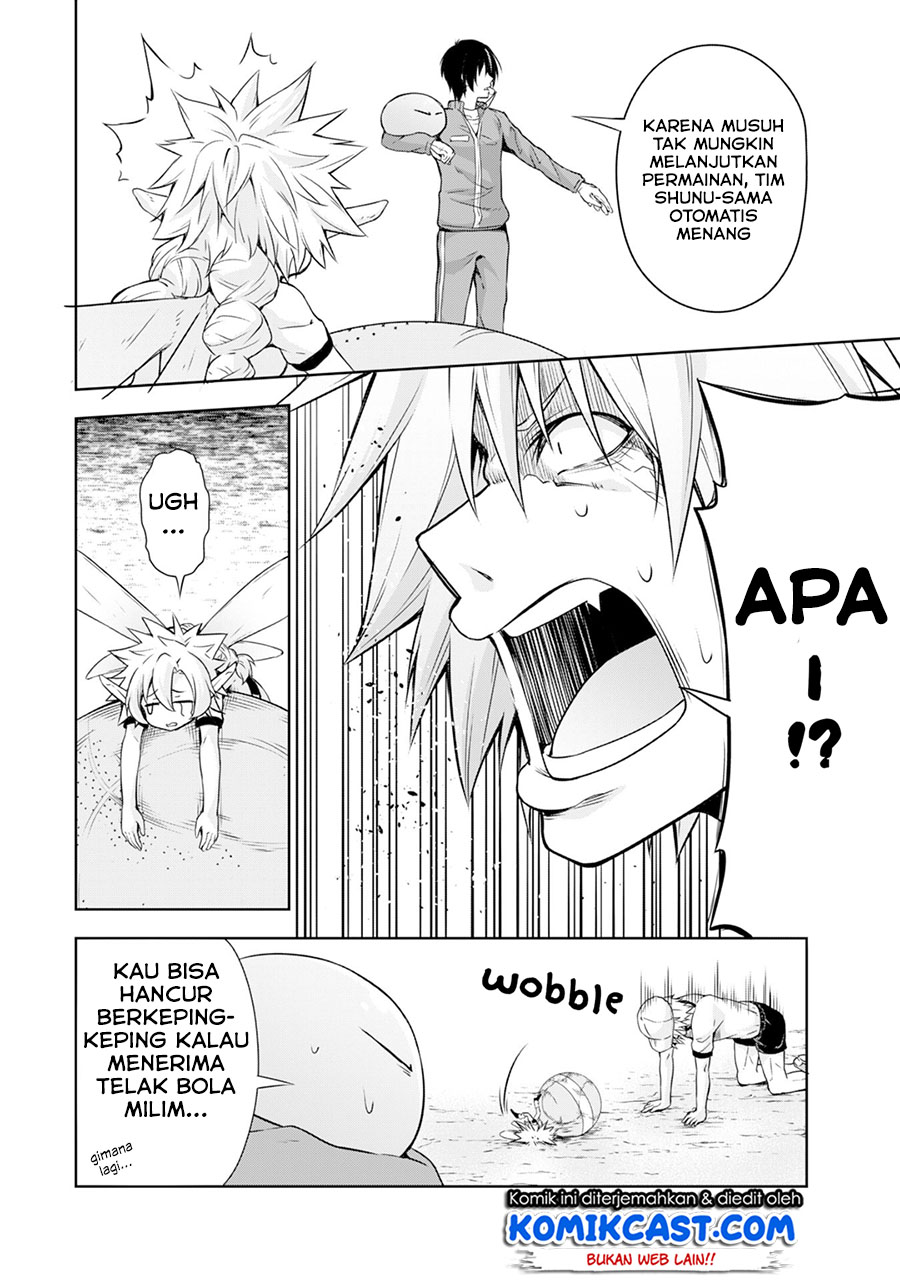 KARENA MUSUH
TAK MUNGKIN
MELANJUTKAN
PERMAINAN, TIM
SHUNU-SAMA
OTOMATIS
MENANG
APA
!
!?
UGH
...
wobble
KAU BISA
HANCUR
BERKEPING-
KEPING KALAU
MENERIMA
TELAK BOLA
MILIM...
gimana
lagi...
Komik ini diterjemahkan & diedit oleh
KOMIKCAST.COM
BUKAN WEB LAIN!!